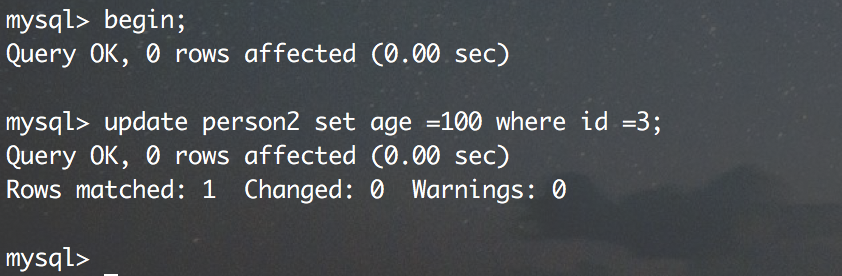 mysql> begin;
Query OK, 0 rows affected (0.00 sec)
mysql> update person2 set age =100 where id =3;
Query OK, 0 rows affected (0.00 sec)
Rows matched: 1  Changed: 0  Warnings: 0
mysql>